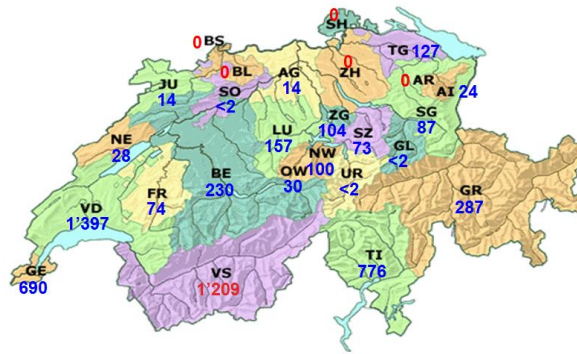 0
SH
0 BS
TG 127
0
ZH
0 BL
0 AR
AI 24
JU
14
SO
<2
AG
14
ZG
104
SZ
73
SG
87
NE
28
LU
157
GL
<2
NW
100
OW
30
UR
<2
BE
230
FR
74
GR
287
VD
1'397
TI
776
VS
1'209
GE
690